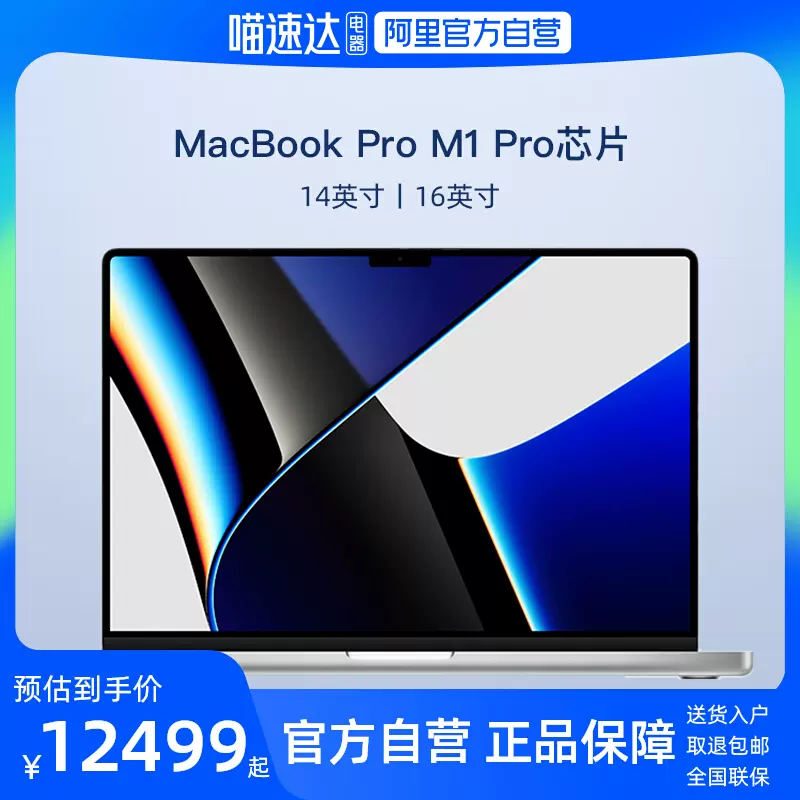 喵速达电器 阿里官方自营
MacBook Pro M1 Pro芯片
14英寸 | 16英寸
预估到手价
¥12499起
官方自营 正品保障
送货入户
取退包邮
全国联保